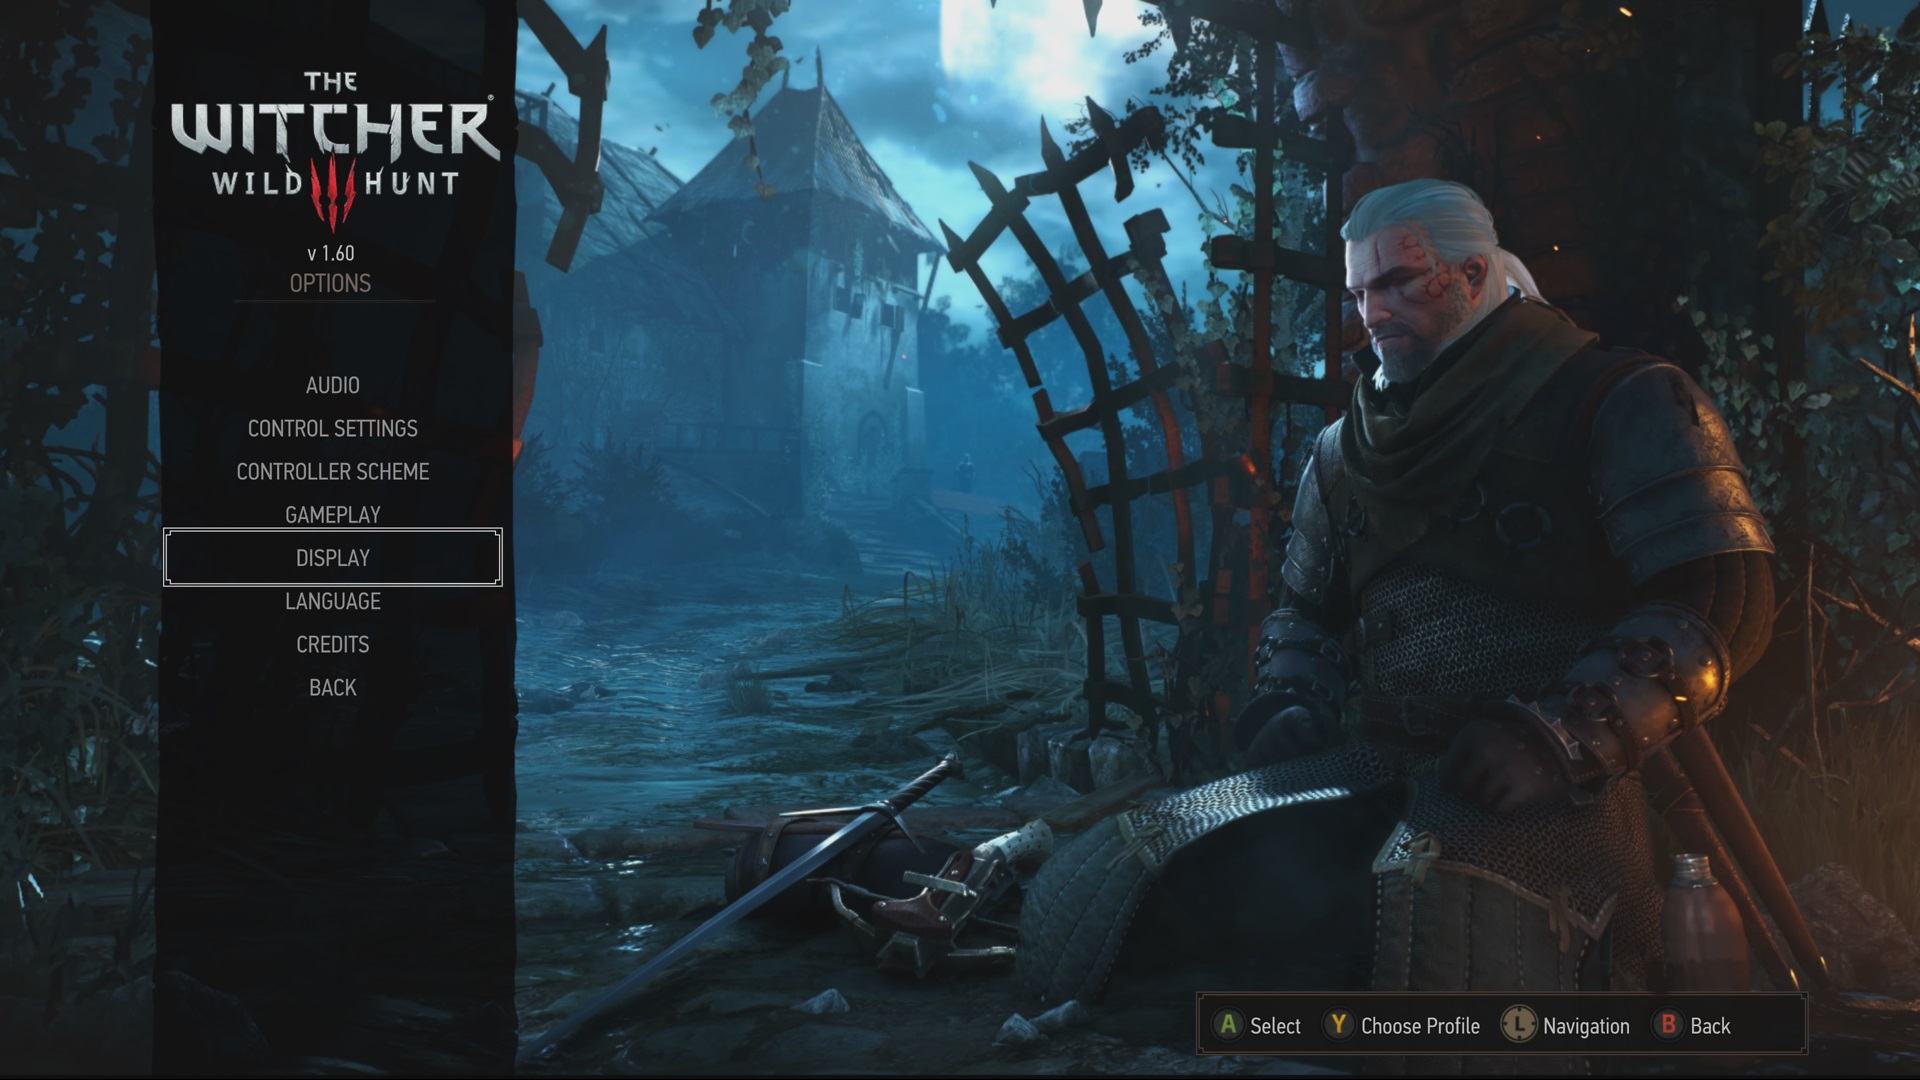 THE
WITCHER®
WILD HUNT
v 1.60
OPTIONS
AUDIO
CONTROL SETTINGS
CONTROLLER SCHEME
GAMEPLAY
DISPLAY
LANGUAGE
CREDITS
BACK
A Select Y Choose Profile L Navigation B Back